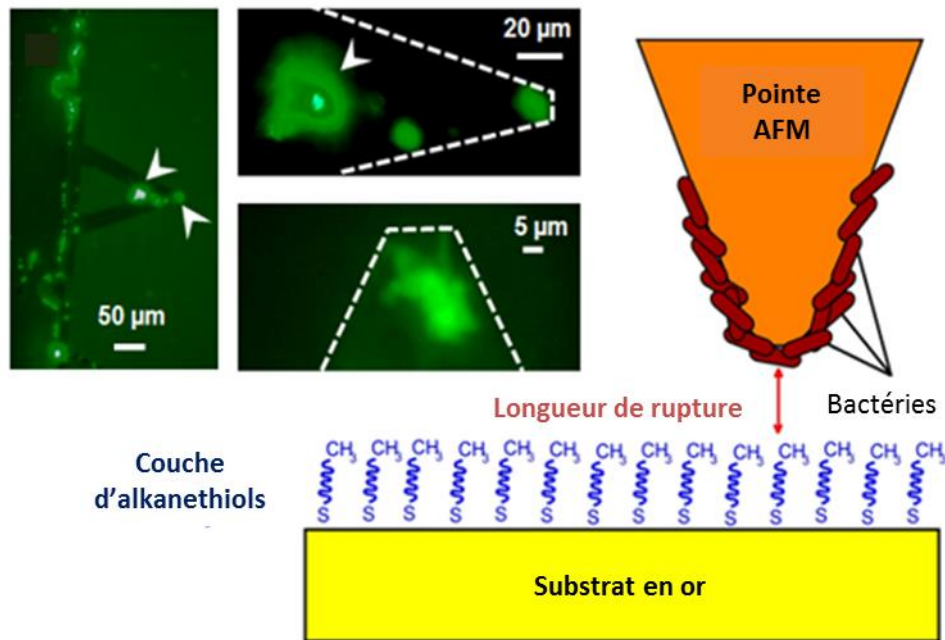 20 µm
50 µm
5 µm
Pointe
AFM
Longueur de rupture
Bactéries
Couche
d'alkanethiols
CH3 CH3 CH3 CH3 CH3 CH3 CH3 CH3 CH3 CH3 CH3 CH3 CH3 CH3
S S S S S S S S S S S S S S
Substrat en or